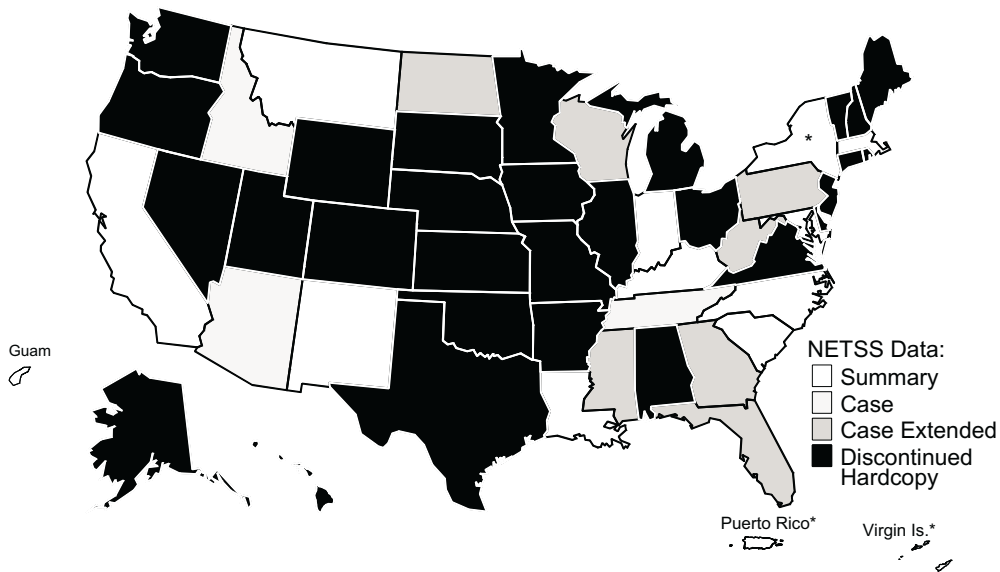 *
Guam
NETSS Data:
Summary
Case
Case Extended
Discontinued
Hardcopy
Puerto Rico*
Virgin Is.*